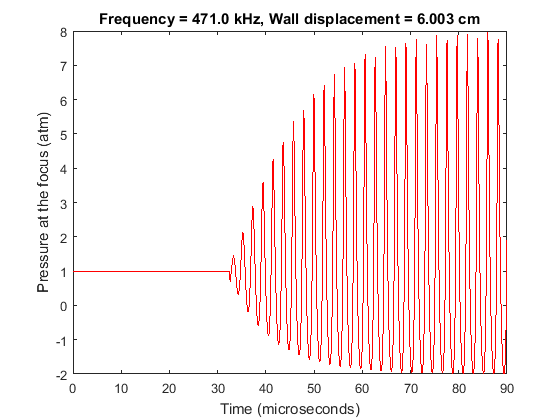 Frequency = 471.0 kHz, Wall displacement = 6.003 cm
8
7
6
5
4
3
2
1
0
-1
-2
Pressure at the focus (atm)
0 10 20 30 40 50 60 70 80 90
Time (microseconds)